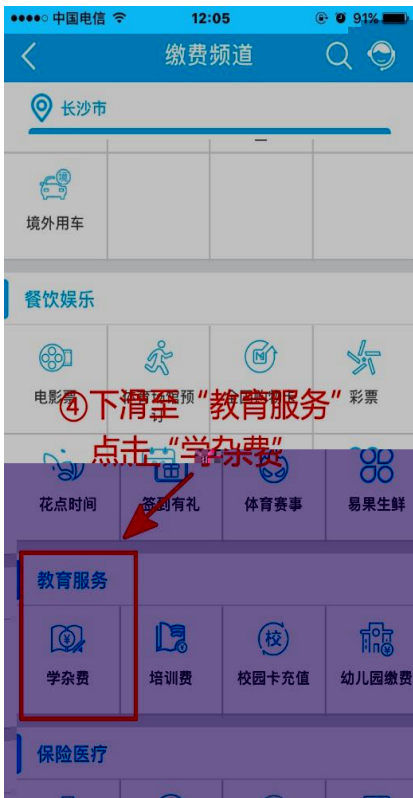 中国电信 12:05 91%
缴费频道
长沙市
境外用车
餐饮娱乐
电影票 彩票
④下滑至“教育服务”
点击“学杂费”
花点时间 签到有礼 体育赛事 易果生鲜
教育服务
学杂费 培训费 校园卡充值 幼儿园缴费
保险医疗